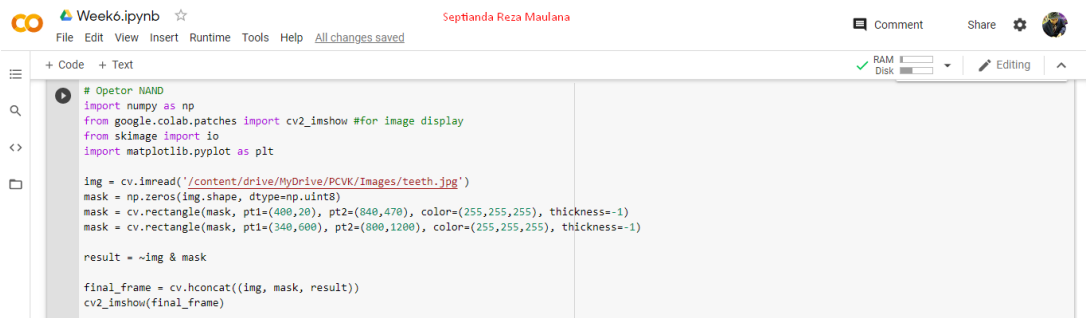 Week6.ipynb
Septianda Reza Maulana
File Edit View Insert Runtime Tools Help All changes saved
Comment Share
+ Code + Text
RAM
Disk
Editing
# Opetor NAND
import numpy as np
from google.colab.patches import cv2_imshow #for image display
from skimage import io
import matplotlib.pyplot as plt
img = cv.imread('/content/drive/MyDrive/PCVK/Images/teeth.jpg')
mask = np.zeros(img.shape, dtype=np.uint8)
mask = cv.rectangle(mask, pt1=(400,20), pt2=(840,470), color=(255,255,255), thickness=-1)
mask = cv.rectangle(mask, pt1=(340,600), pt2=(800,1200), color=(255,255,255), thickness=-1)
result = ~img & mask
final_frame = cv.hconcat((img, mask, result))
cv2_imshow(final_frame)